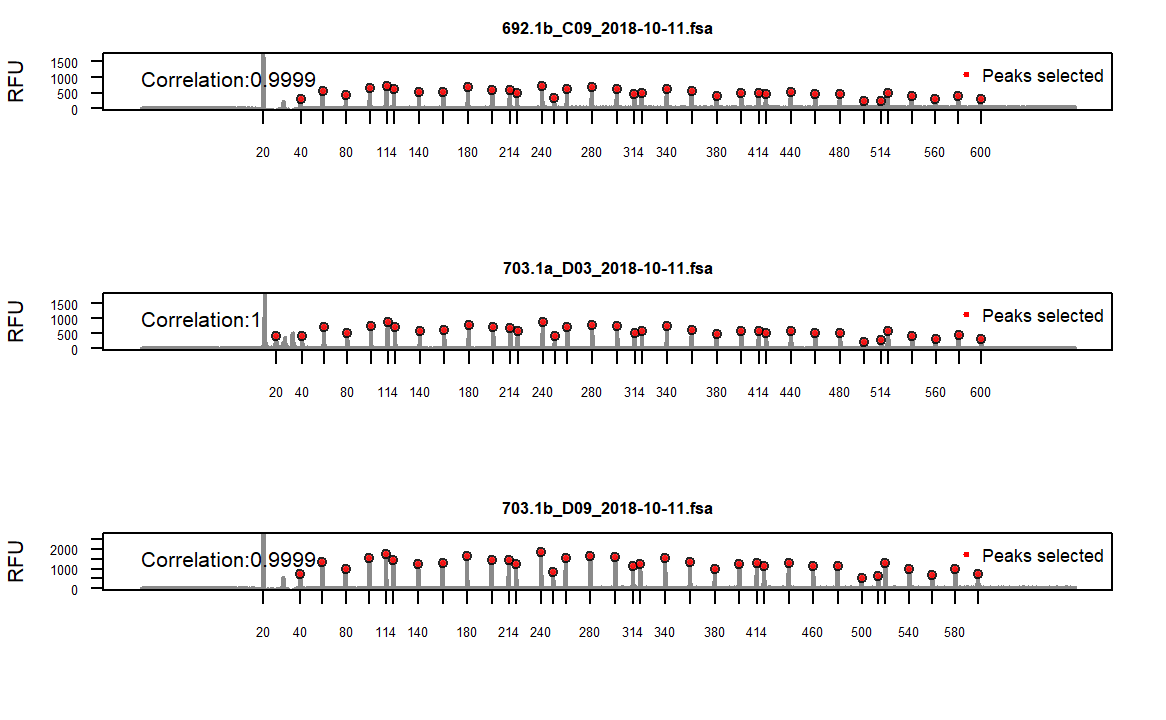 692.1b_C09_2018-10-11.fsa
RFU
1500
1000
500
0
Correlation:0.9999
Peaks selected
20 40 80 114 140 180 214 240 280 314 340 380 414 440 480 514 560 600
703.1a_D03_2018-10-11.fsa
RFU
1500
1000
500
0
Correlation:1
Peaks selected
20 40 80 114 140 180 214 240 280 314 340 380 414 440 480 514 560 600
703.1b_D09_2018-10-11.fsa
RFU
2000
1000
0
Correlation:0.9999
Peaks selected
20 40 80 114 140 180 214 240 280 314 340 380 414 460 500 540 580